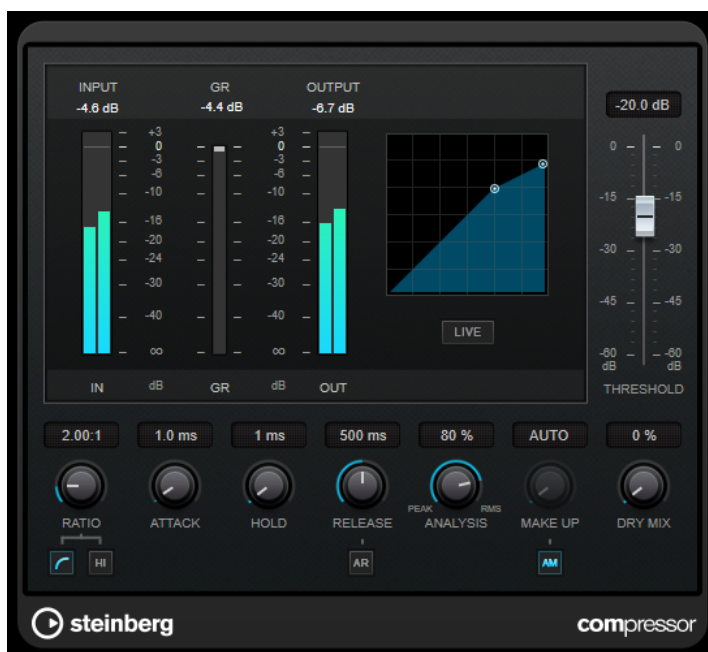 INPUT GR OUTPUT
-4.6 dB -4.4 dB -6.7 dB
-20.0 dB
+3 +3
0 0
-3 -3
-6 -6
-10 -10
-16 -16
-20 -20
-24 -24
-30 -30
-40 -40
∞ ∞
IN dB GR dB OUT
LIVE
0 0
-15 -15
-30 -30
-45 -45
-60 -60
dB dB
THRESHOLD
2.00:1 1.0 ms 1 ms 500 ms 80 % AUTO 0 %
PEAK RMS
RATIO ATTACK HOLD RELEASE ANALYSIS MAKE UP DRY MIX
HI AR AM
steinberg compressor